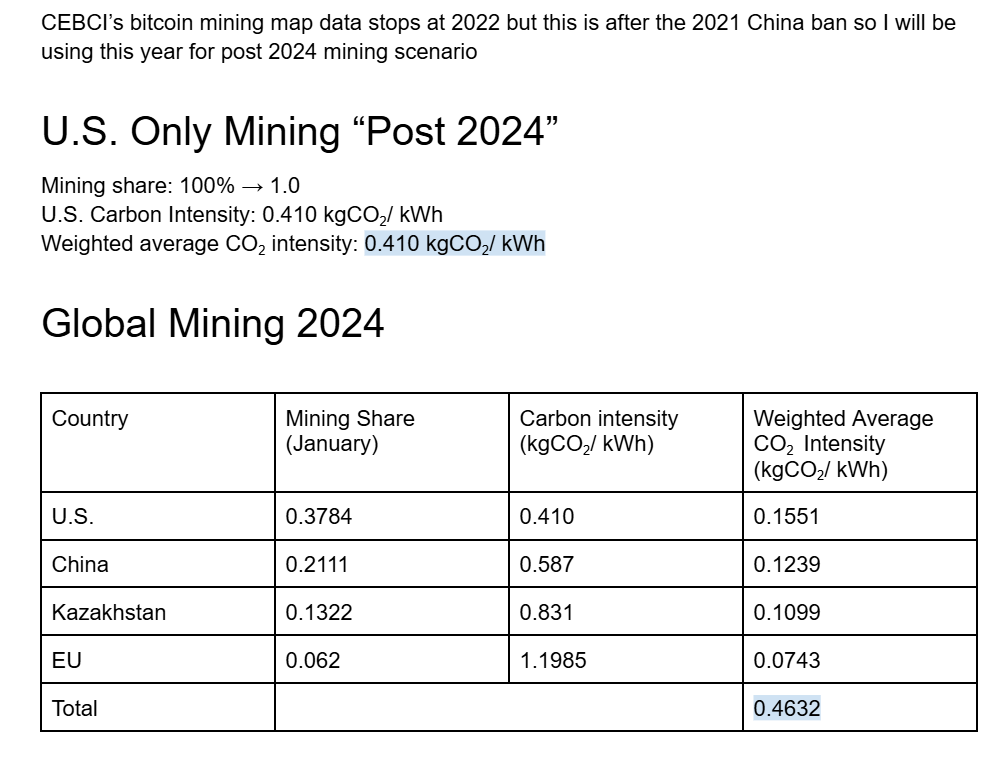 CEBCI’s bitcoin mining map data stops at 2022 but this is after the 2021 China ban so I will be
using this year for post 2024 mining scenario
U.S. Only Mining “Post 2024”
Mining share: 100% → 1.0
U.S. Carbon Intensity: 0.410 kgCO₂/ kWh
Weighted average CO₂ intensity: 0.410 kgCO₂/ kWh
Global Mining 2024
Country
Mining Share
(January)
Carbon intensity
(kgCO₂/ kWh)
Weighted Average
CO₂ Intensity
(kgCO₂/ kWh)
U.S. 0.3784 0.410 0.1551
China 0.2111 0.587 0.1239
Kazakhstan 0.1322 0.831 0.1099
EU 0.062 1.1985 0.0743
Total 0.4632